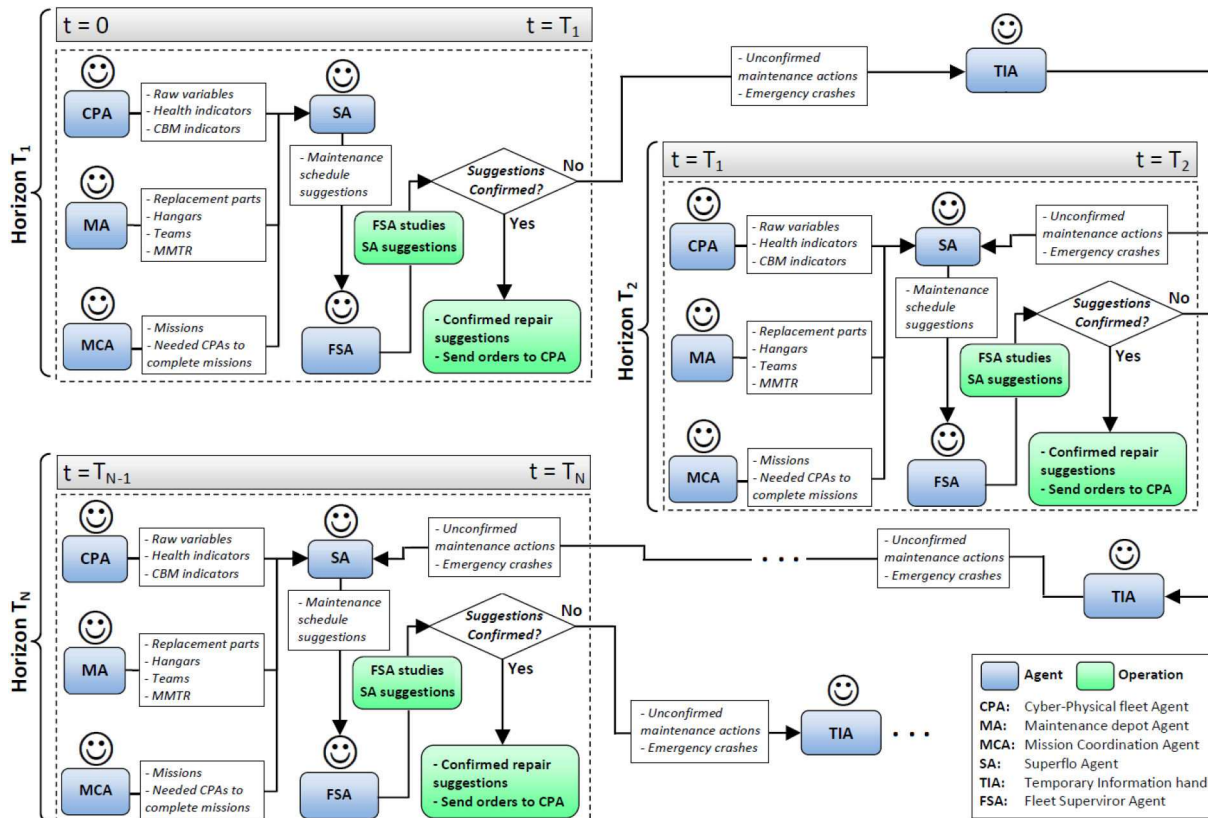 t = 0
t = T1
Horizon T1
CPA
- Raw variables
- Health indicators
- CBM indicators
MA
- Replacement parts
- Hangars
- Teams
- MMTR
MCA
- Missions
- Needed CPAs to
complete missions
SA
- Maintenance
schedule
suggestions
FSA
FSA studies
SA suggestions
Suggestions
Confirmed?
No
Yes
- Confirmed repair
suggestions
- Send orders to CPA
- Unconfirmed
maintenance actions
- Emergency crashes
TIA
t = T1
t = T2
Horizon T2
CPA
- Raw variables
- Health indicators
- CBM indicators
MA
- Replacement parts
- Hangars
- Teams
- MMTR
MCA
- Missions
- Needed CPAs to
complete missions
SA
- Unconfirmed
maintenance actions
- Emergency crashes
- Maintenance
schedule
suggestions
FSA
FSA studies
SA suggestions
Suggestions
Confirmed?
No
Yes
- Confirmed repair
suggestions
- Send orders to CPA
- Unconfirmed
maintenance actions
- Emergency crashes
TIA
. . .
t = TN-1
t = TN
Horizon TN
CPA
- Raw variables
- Health indicators
- CBM indicators
MA
- Replacement parts
- Hangars
- Teams
- MMTR
MCA
- Missions
- Needed CPAs to
complete missions
SA
- Unconfirmed
maintenance actions
- Emergency crashes
- Maintenance
schedule
suggestions
FSA
FSA studies
SA suggestions
Suggestions
Confirmed?
No
Yes
- Confirmed repair
suggestions
- Send orders to CPA
- Unconfirmed
maintenance actions
- Emergency crashes
TIA
. . .
Agent
Operation
CPA: Cyber-Physical fleet Agent
MA: Maintenance depot Agent
MCA: Mission Coordination Agent
SA: Superflo Agent
TIA: Temporary Information hand
FSA: Fleet Superviror Agent